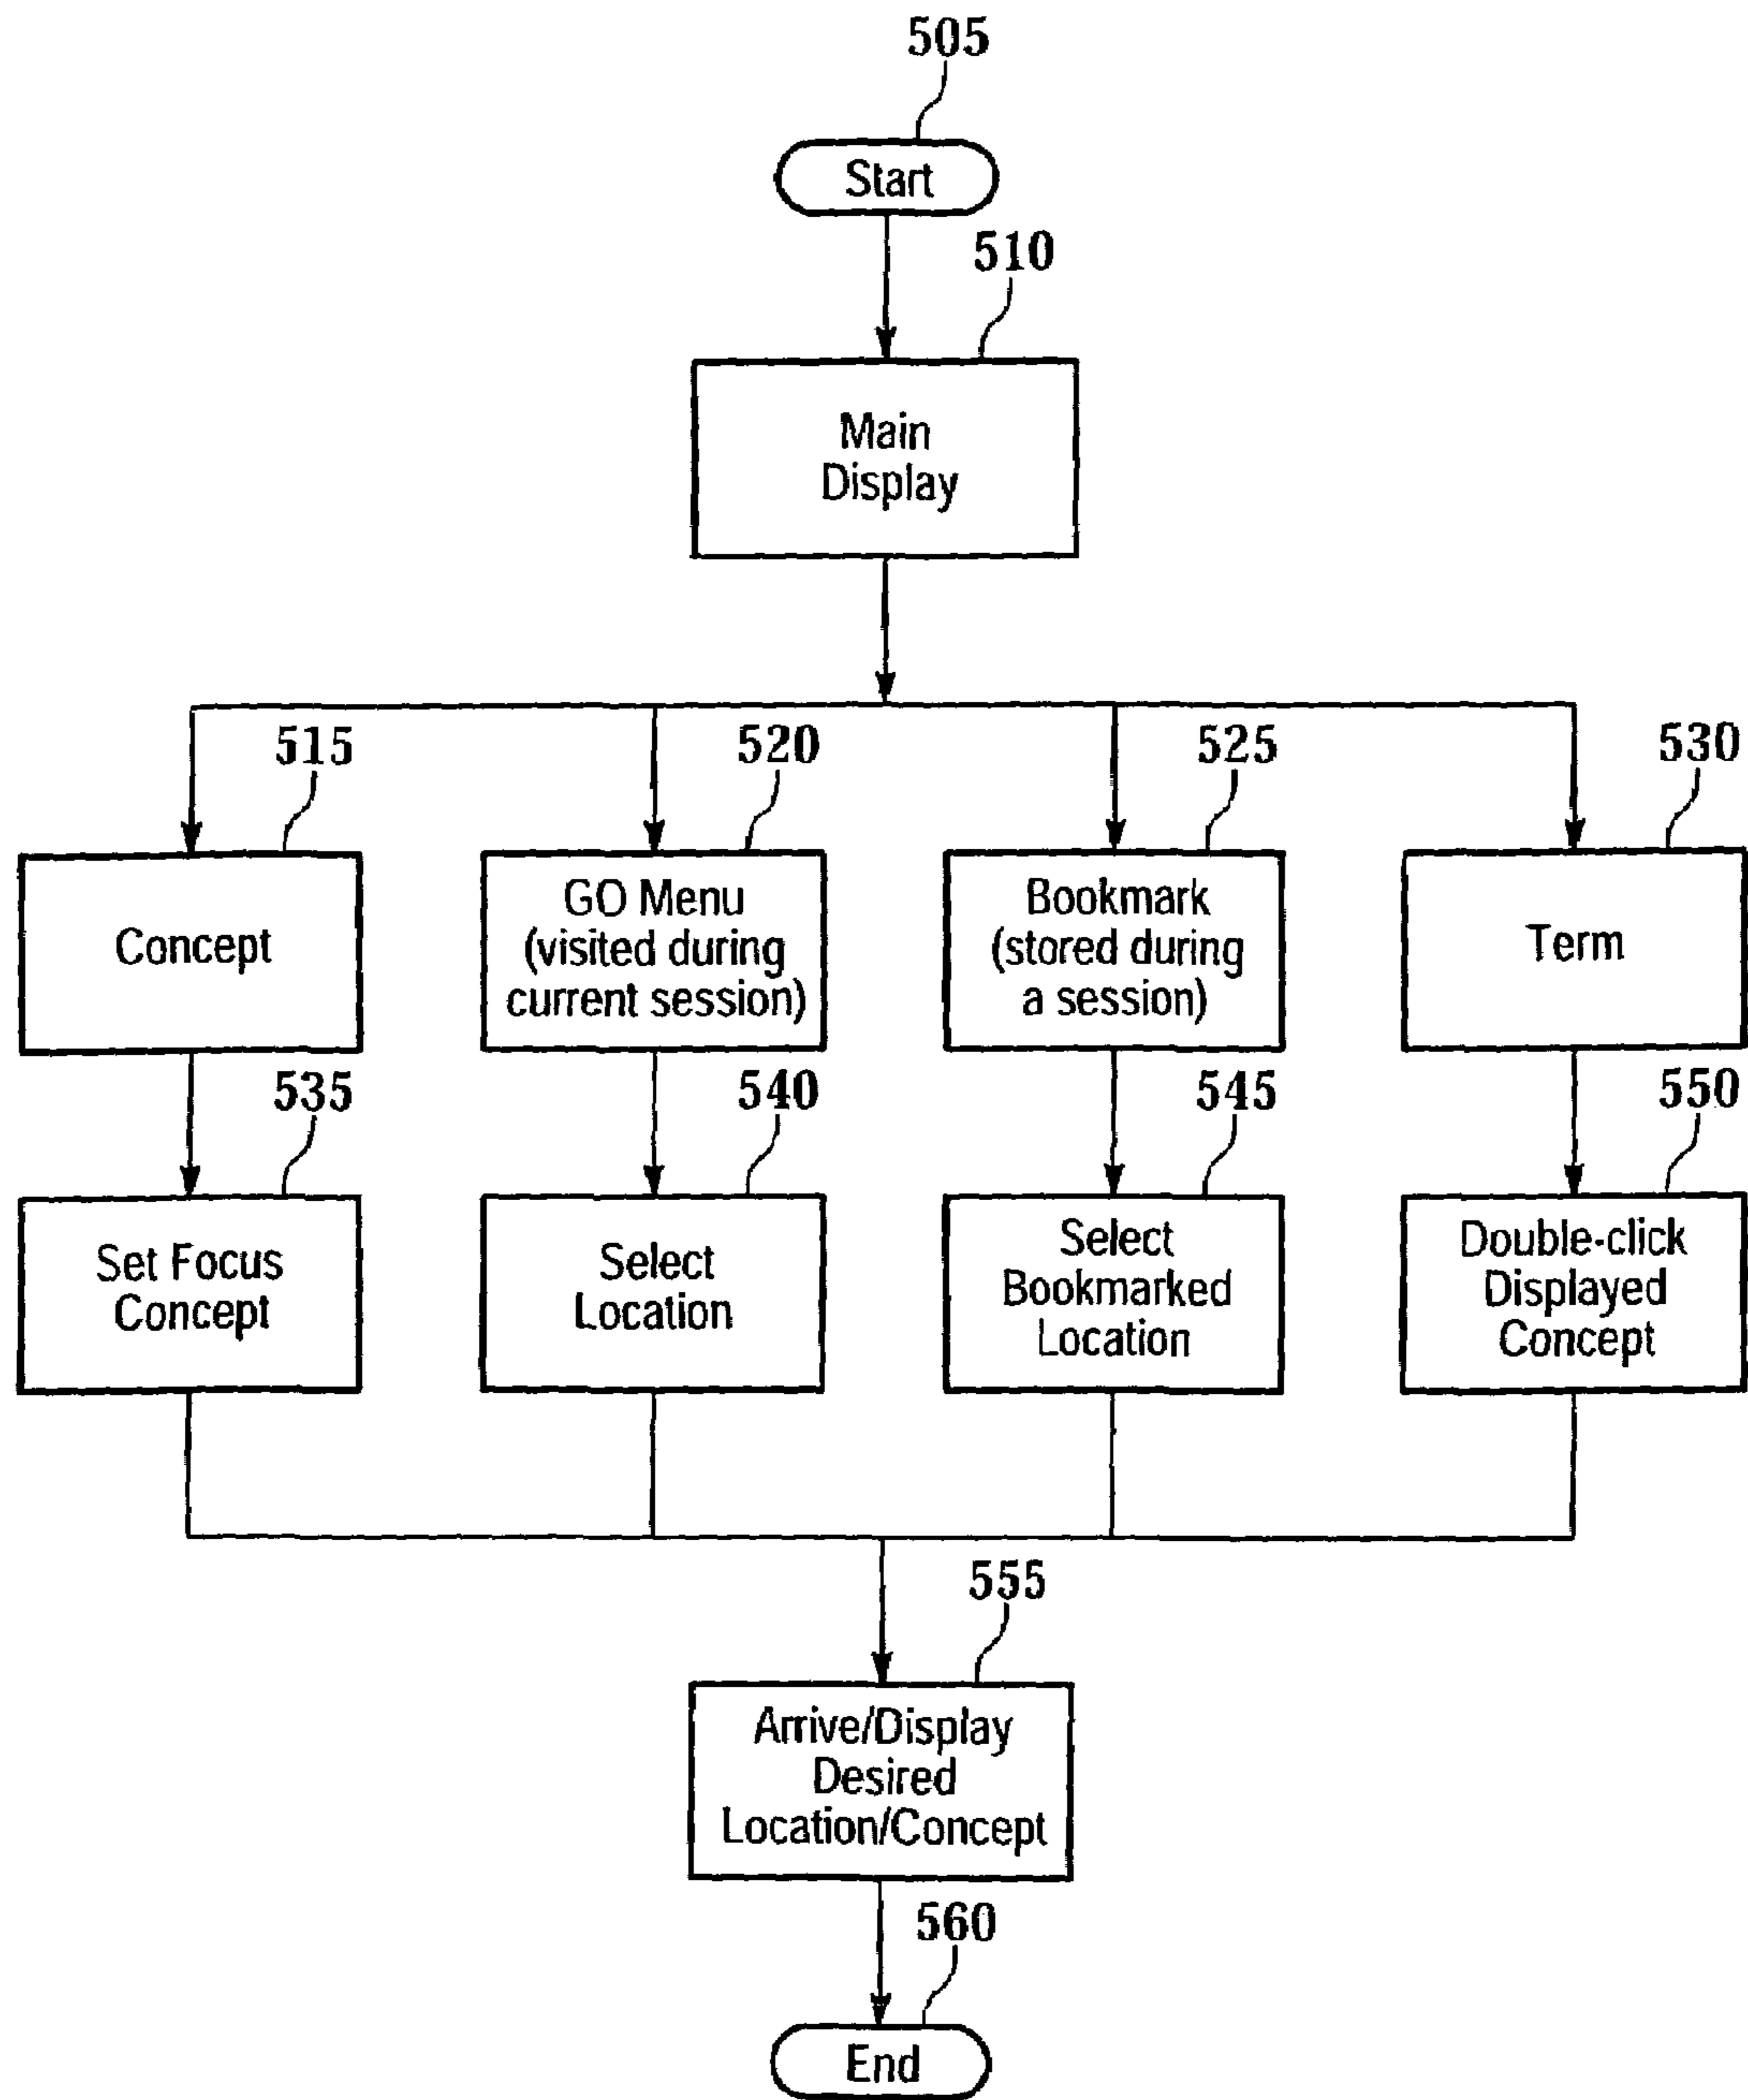 505
Start
510
Main
Display
515
520
525
530
Concept
GO Menu
(visited during
current session)
Bookmark
(stored during
a session)
Term
535
540
545
550
Set Focus
Concept
Select
Location
Select
Bookmarked
Location
Double-click
Displayed
Concept
555
Arrive/Display
Desired
Location/Concept
560
End